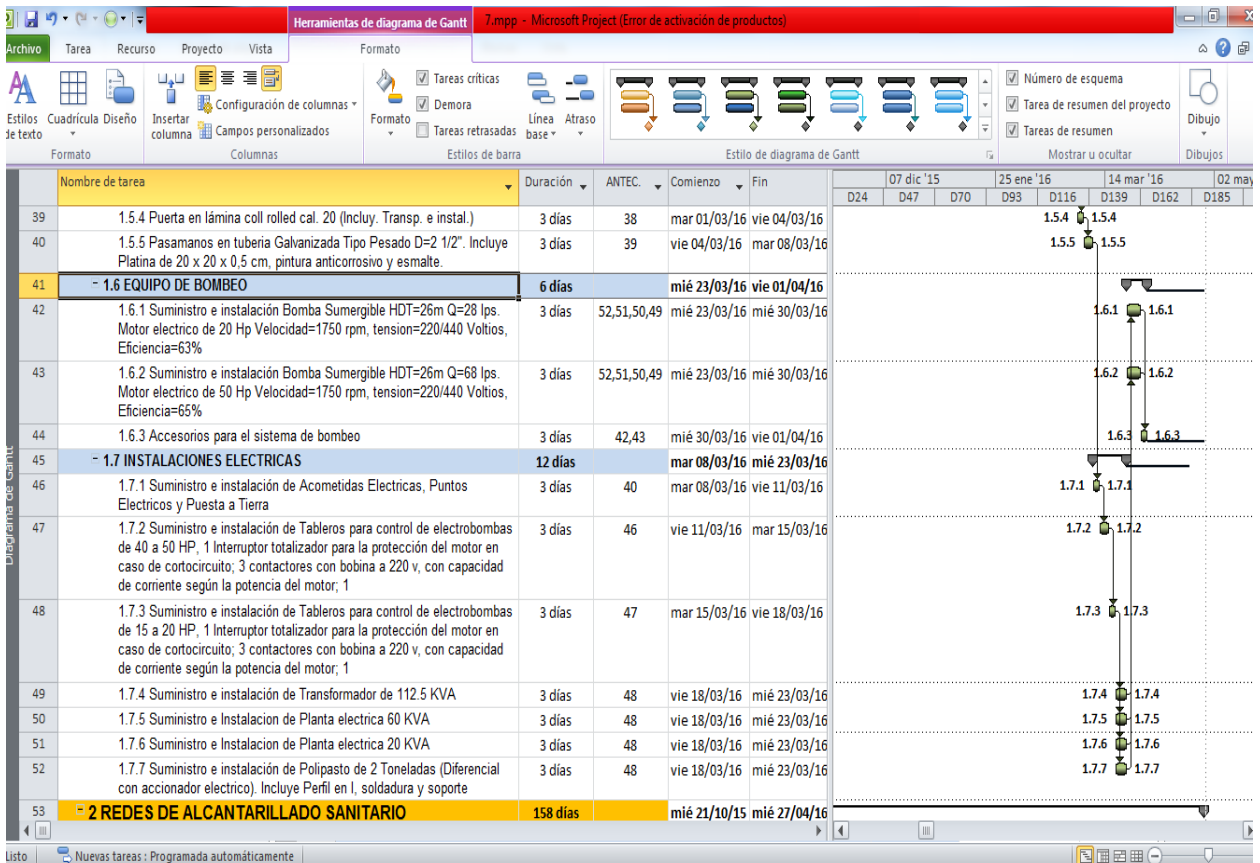 Herramientas de diagrama de Gantt
7.mpp - Microsoft Project (Error de activación de productos)
Archivo Tarea Recurso Proyecto Vista Formato
Estilos de texto
Cuadrícula
Diseño
Formato
Insertar columna
Configuración de columnas
Campos personalizados
Columnas
Formato
Tareas críticas
Demora
Tareas retrasadas
Línea base
Atraso
Estilos de barra
Estilo de diagrama de Gantt
Número de esquema
Tarea de resumen del proyecto
Tareas de resumen
Mostrar u ocultar
Dibujo
Dibujos
Nombre de tarea Duración ANTEC. Comienzo Fin
07 dic '15 25 ene '16 14 mar '16 02 may
D24 D47 D70 D93 D116 D139 D162 D185
39 1.5.4 Puerta en lámina coll rolled cal. 20 (Incluy. Transp. e instal.) 3 días 38 mar 01/03/16 vie 04/03/16 1.5.4 1.5.4
40 1.5.5 Pasamanos en tuberia Galvanizada Tipo Pesado D=2 1/2". Incluye 3 días 39 vie 04/03/16 mar 08/03/16 1.5.5 1.5.5
Platina de 20 x 20 x 0,5 cm, pintura anticorrosivo y esmalte.
41 1.6 EQUIPO DE BOMBEO 6 días mié 23/03/16 vie 01/04/16
42 1.6.1 Suministro e instalación Bomba Sumergible HDT=26m Q=28 lps. 3 días 52,51,50,49 mié 23/03/16 mié 30/03/16 1.6.1 1.6.1
Motor electrico de 20 Hp Velocidad=1750 rpm, tension=220/440 Voltios,
Eficiencia=63%
43 1.6.2 Suministro e instalación Bomba Sumergible HDT=26m Q=68 lps. 3 días 52,51,50,49 mié 23/03/16 mié 30/03/16 1.6.2 1.6.2
Motor electrico de 50 Hp Velocidad=1750 rpm, tension=220/440 Voltios,
Eficiencia=65%
44 1.6.3 Accesorios para el sistema de bombeo 3 días 42,43 mié 30/03/16 vie 01/04/16 1.6.3 1.6.3
45 1.7 INSTALACIONES ELECTRICAS 12 días mar 08/03/16 mié 23/03/16
46 1.7.1 Suministro e instalación de Acometidas Electricas, Puntos 3 días 40 mar 08/03/16 vie 11/03/16 1.7.1 1.7.1
Electricos y Puesta a Tierra
47 1.7.2 Suministro e instalación de Tableros para control de electrobombas 3 días 46 vie 11/03/16 mar 15/03/16 1.7.2 1.7.2
de 40 a 50 HP, 1 Interruptor totalizador para la protección del motor en
caso de cortocircuito; 3 contactores con bobina a 220 v, con capacidad
de corriente según la potencia del motor; 1
48 1.7.3 Suministro e instalación de Tableros para control de electrobombas 3 días 47 mar 15/03/16 vie 18/03/16 1.7.3 1.7.3
de 15 a 20 HP, 1 Interruptor totalizador para la protección del motor en
caso de cortocircuito; 3 contactores con bobina a 220 v, con capacidad
de corriente según la potencia del motor; 1
49 1.7.4 Suministro e instalación de Transformador de 112.5 KVA 3 días 48 vie 18/03/16 mié 23/03/16 1.7.4 1.7.4
50 1.7.5 Suministro e Instalacion de Planta electrica 60 KVA 3 días 48 vie 18/03/16 mié 23/03/16 1.7.5 1.7.5
51 1.7.6 Suministro e Instalacion de Planta electrica 20 KVA 3 días 48 vie 18/03/16 mié 23/03/16 1.7.6 1.7.6
52 1.7.7 Suministro e instalación de Polipasto de 2 Toneladas (Diferencial 3 días 48 vie 18/03/16 mié 23/03/16 1.7.7 1.7.7
con accionador electrico). Incluye Perfil en I, soldadura y soporte
53 2 REDES DE ALCANTARILLADO SANITARIO 158 días mié 21/10/15 mié 27/04/16
Diagrama de Gantt
Listo Nuevas tareas : Programada automáticamente